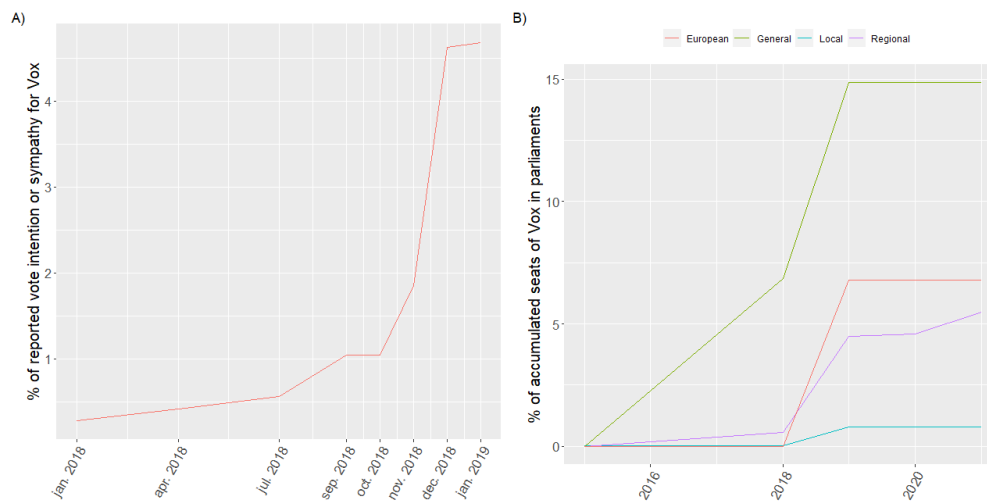 A)
% of reported vote intention or sympathy for Vox
4
3
2
1
jan. 2018
apr. 2018
jul. 2018
sep. 2018
oct. 2018
nov. 2018
dec. 2018
jan. 2019
B)
European General Local Regional
% of accumulated seats of Vox in parliaments
15
10
5
0
2016
2018
2020